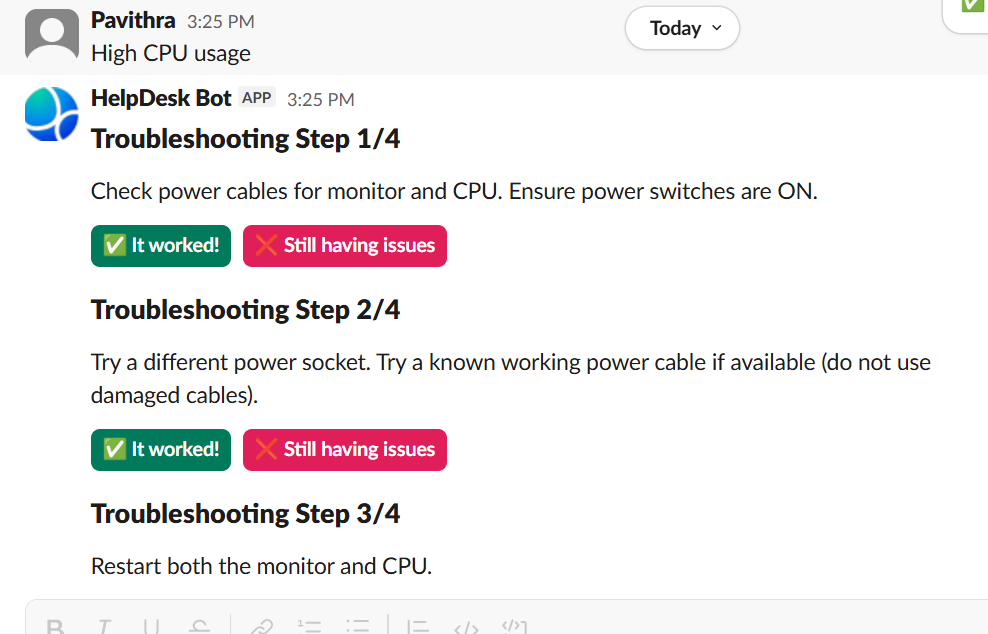 Pavithra 3:25 PM
Today
High CPU usage
HelpDesk Bot APP 3:25 PM
Troubleshooting Step 1/4
Check power cables for monitor and CPU. Ensure power switches are ON.
✅ It worked! ❌ Still having issues
Troubleshooting Step 2/4
Try a different power socket. Try a known working power cable if available (do not use
damaged cables).
✅ It worked! ❌ Still having issues
Troubleshooting Step 3/4
Restart both the monitor and CPU.